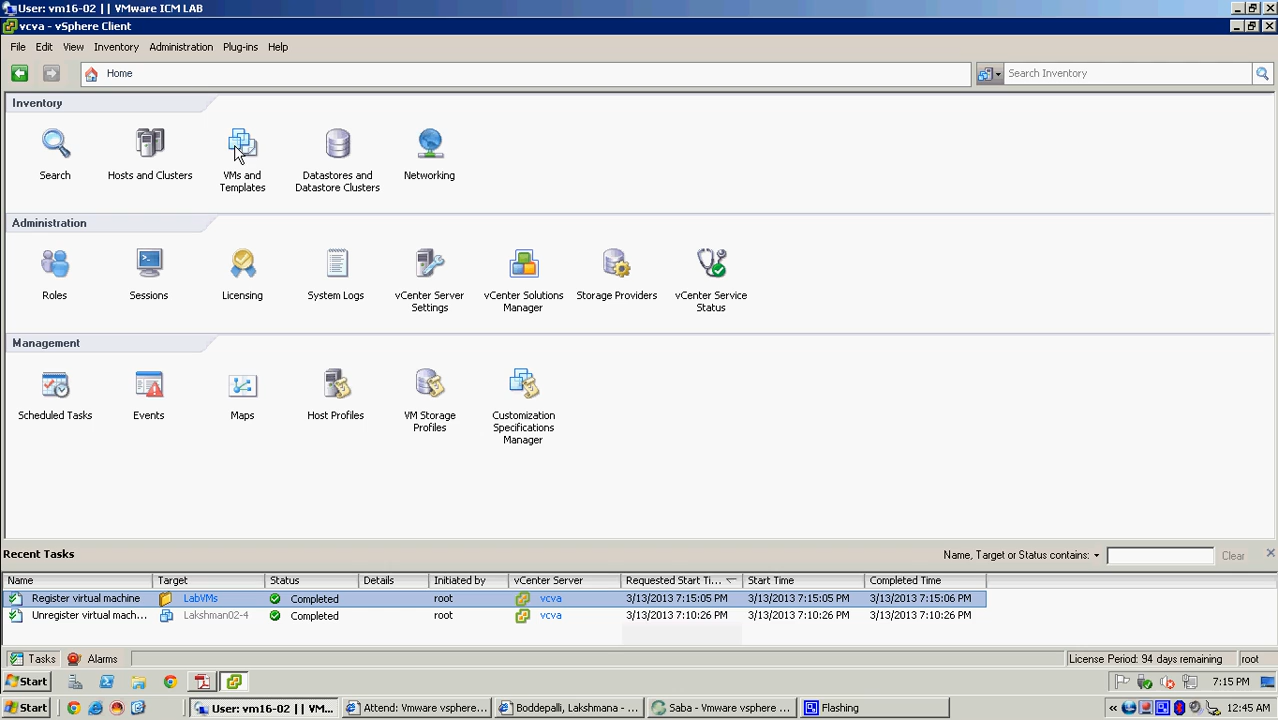 User: vm16-02 || VMware ICM LAB
vcva - vSphere Client
File Edit View Inventory Administration Plug-ins Help
Home Search Inventory
Inventory
Search Hosts and Clusters VMs and Templates Datastores and Datastore Clusters Networking
Administration
Roles Sessions Licensing System Logs vCenter Server Settings vCenter Solutions Manager Storage Providers vCenter Service Status
Management
Scheduled Tasks Events Maps Host Profiles VM Storage Profiles Customization Specifications Manager
Recent Tasks Name, Target or Status contains: Clear
Name Target Status Details Initiated by vCenter Server Requested Start Ti... Start Time Completed Time
Register virtual machine LabVMs Completed root vcva 3/13/2013 7:15:05 PM 3/13/2013 7:15:05 PM 3/13/2013 7:15:06 PM
Unregister virtual mach... Lakshman02-4 Completed root vcva 3/13/2013 7:10:26 PM 3/13/2013 7:10:26 PM 3/13/2013 7:10:26 PM
Tasks Alarms License Period: 94 days remaining root
Start 7:15 PM
Start User: vm16-02 || VM... Attend: Vmware vsphere... Boddepalli, Lakshmana - ... Saba - Vmware vsphere ... Flashing 12:45 AM